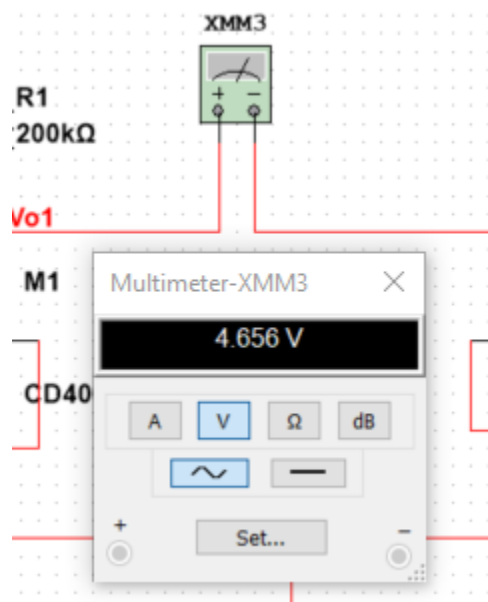 XMM3
+ −
R1
200kΩ
Vo1
M1
Multimeter-XMM3
4.656 V
CD40
A V Ω dB
+ −
Set...